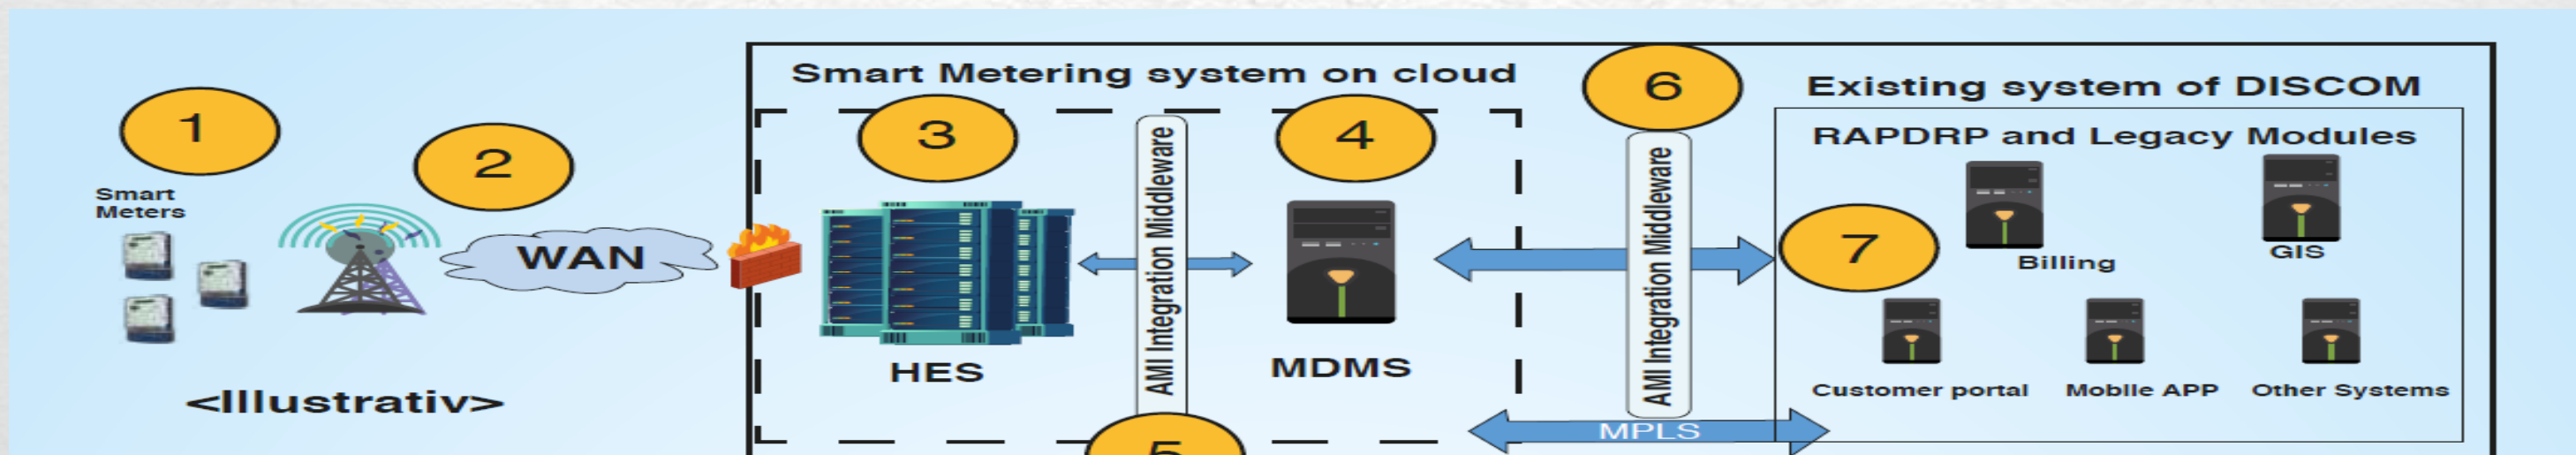 1
Smart
Meters
2
WAN
<Illlustrativ>
Smart Metering system on cloud
3
HES
AMI Integration Middleware
4
MDMS
5
6
AMI Integration Middleware
MPLS
Existing system of DISCOM
RAPDRP and Legacy Modules
7
Billing
GIS
Customer portal
Mobile APP
Other Systems